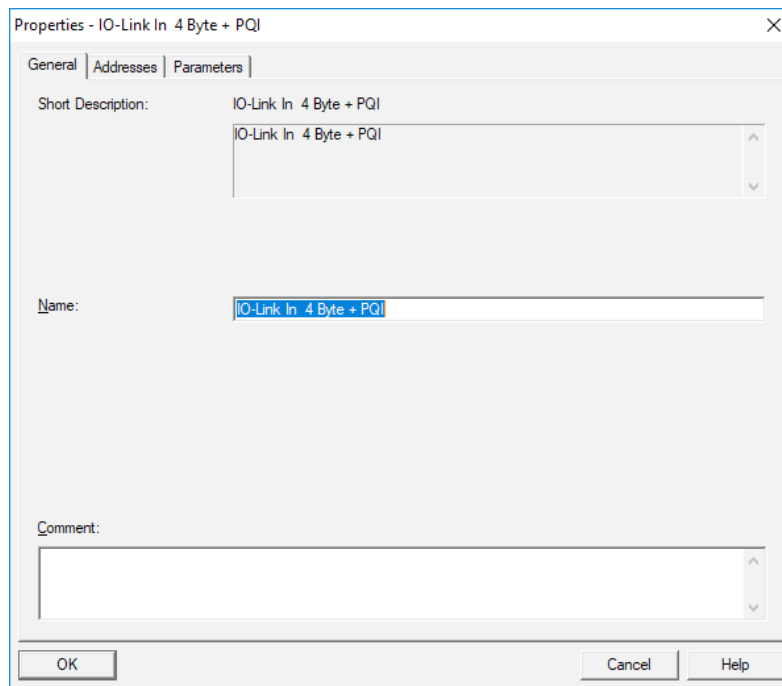 Properties - IO-Link In  4 Byte + PQI
General Addresses Parameters
Short Description: IO-Link In  4 Byte + PQI
IO-Link In  4 Byte + PQI
Name: IO-Link In  4 Byte + PQI
Comment:
OK Cancel Help